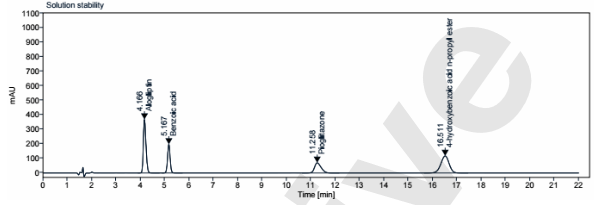 Solution stability
1100
1000
900
800
700
600
500
400
300
200
100
0
mAU
4.166
Alogliptin
5.167
Benzoic acid
11.258
Pioglitazone
16.511
4-hydroxybenzoic acid n-propyl ester
0 1 2 3 4 5 6 7 8 9 10 11 12 13 14 15 16 17 18 19 20 21 22
Time [min]